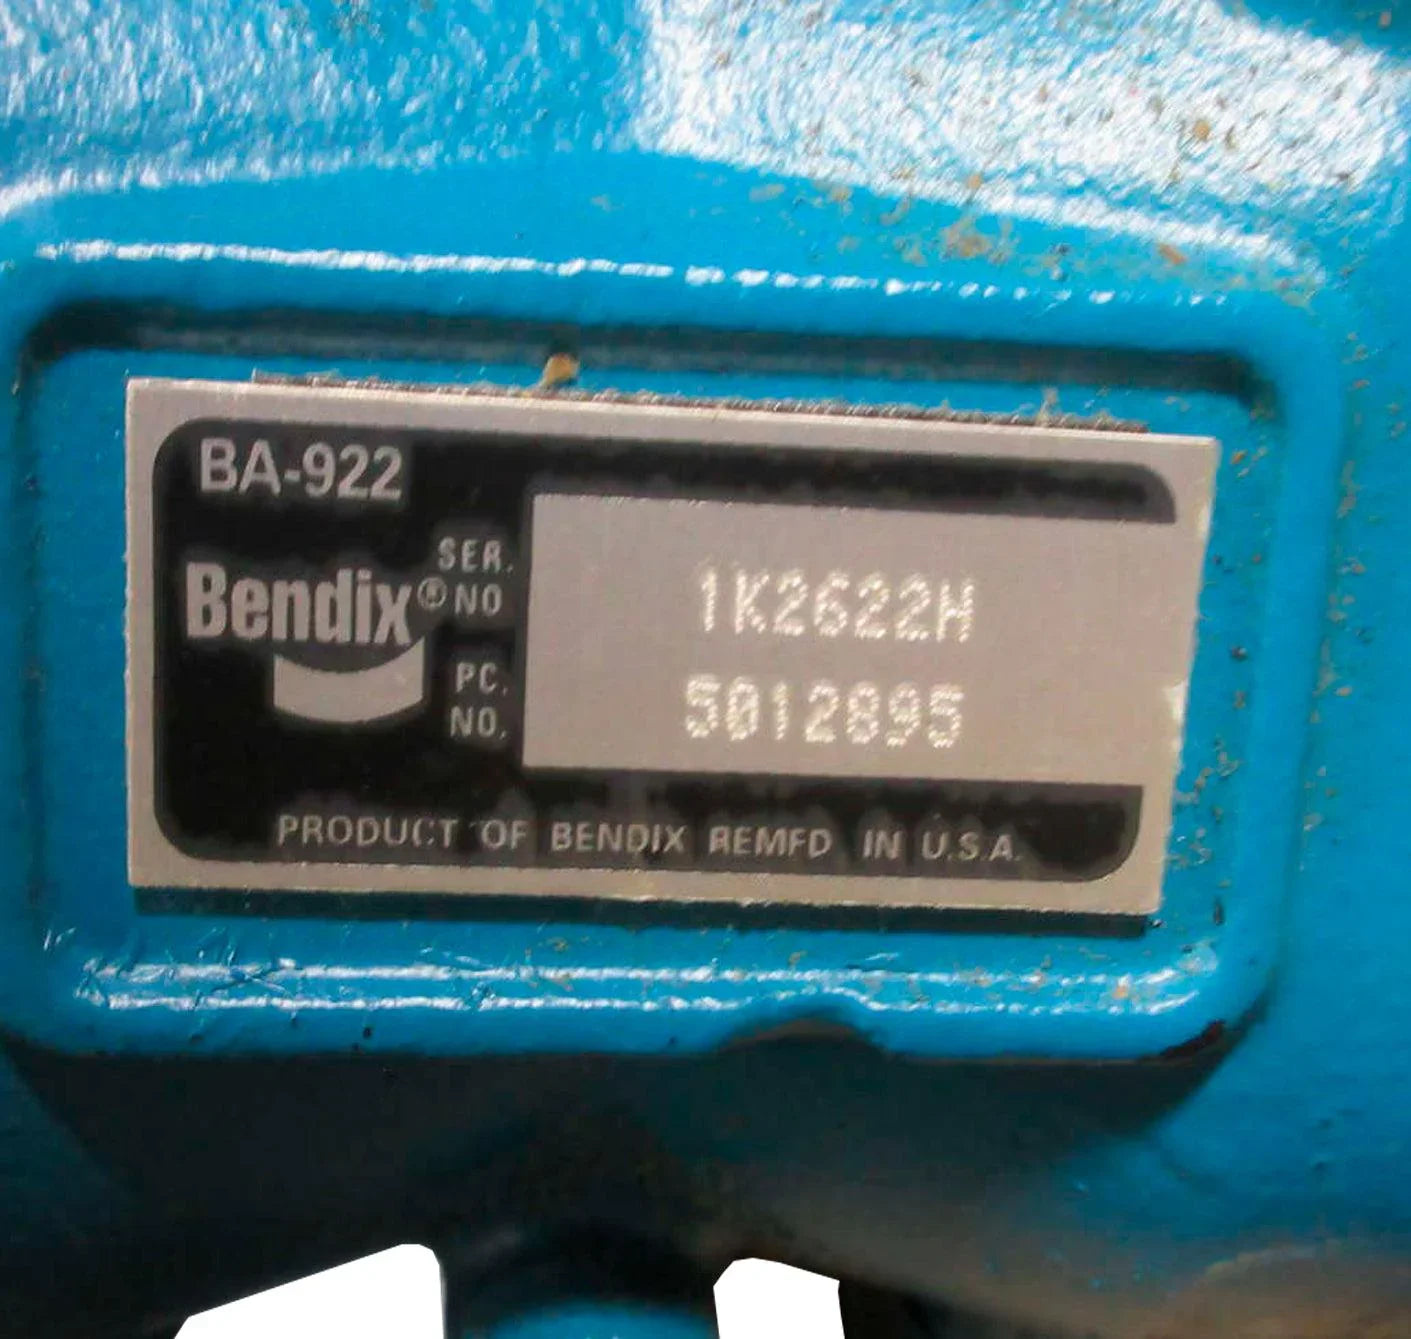 BA-922
Bendix®
SER.
NO
1K2622H
PC.
NO.
5012895
PRODUCT OF BENDIX REMFD IN U.S.A.